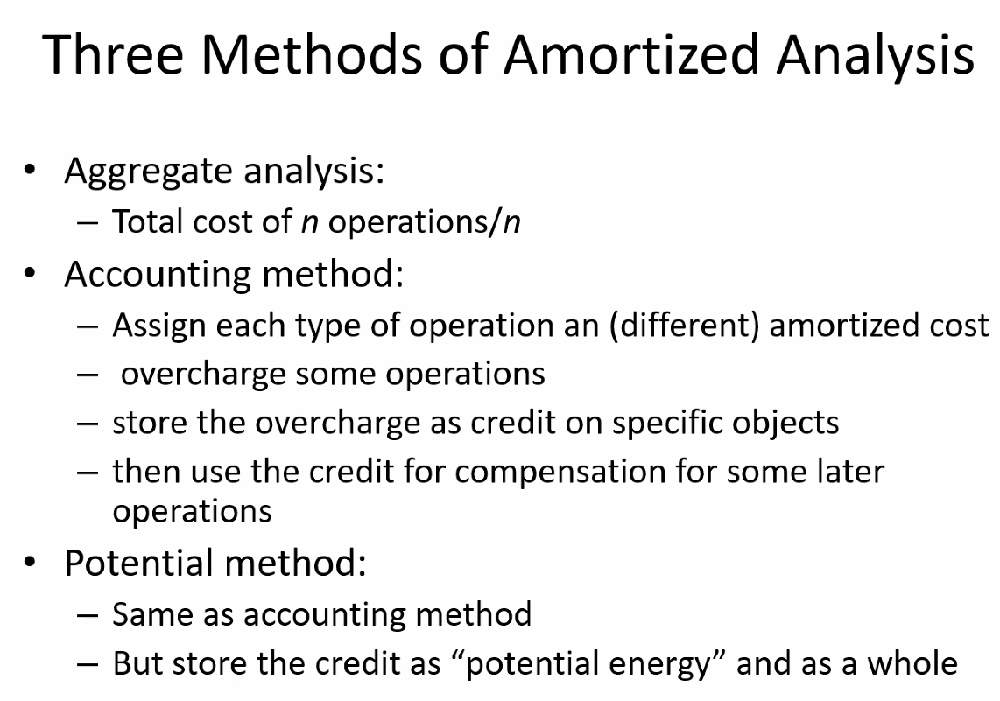 Three Methods of Amortized Analysis
• Aggregate analysis:
– Total cost of n operations/n
• Accounting method:
– Assign each type of operation an (different) amortized cost
– overcharge some operations
– store the overcharge as credit on specific objects
– then use the credit for compensation for some later
operations
• Potential method:
– Same as accounting method
– But store the credit as “potential energy” and as a whole